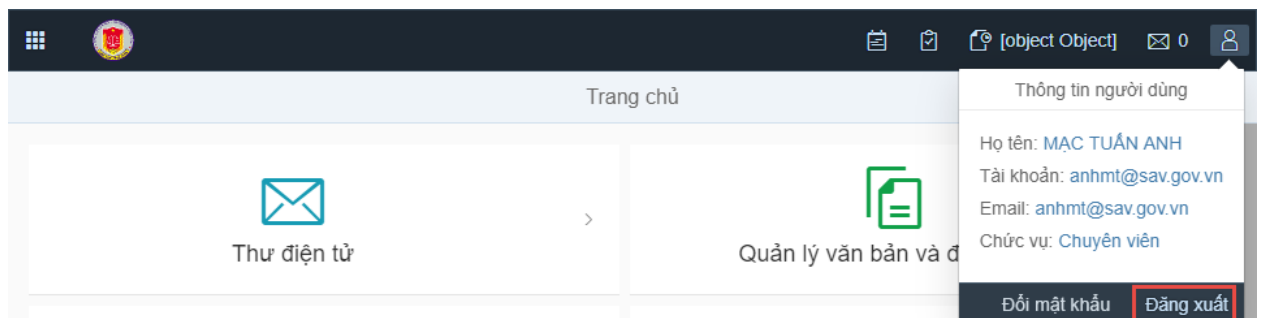 [object Object] 0
Trang chủ
Thông tin người dùng
Họ tên: MẠC TUẤN ANH
Tài khoản: anhmt@sav.gov.vn
Email: anhmt@sav.gov.vn
Chức vụ: Chuyên viên
Đổi mật khẩu Đăng xuất
Thư điện tử
Quản lý văn bản và đ